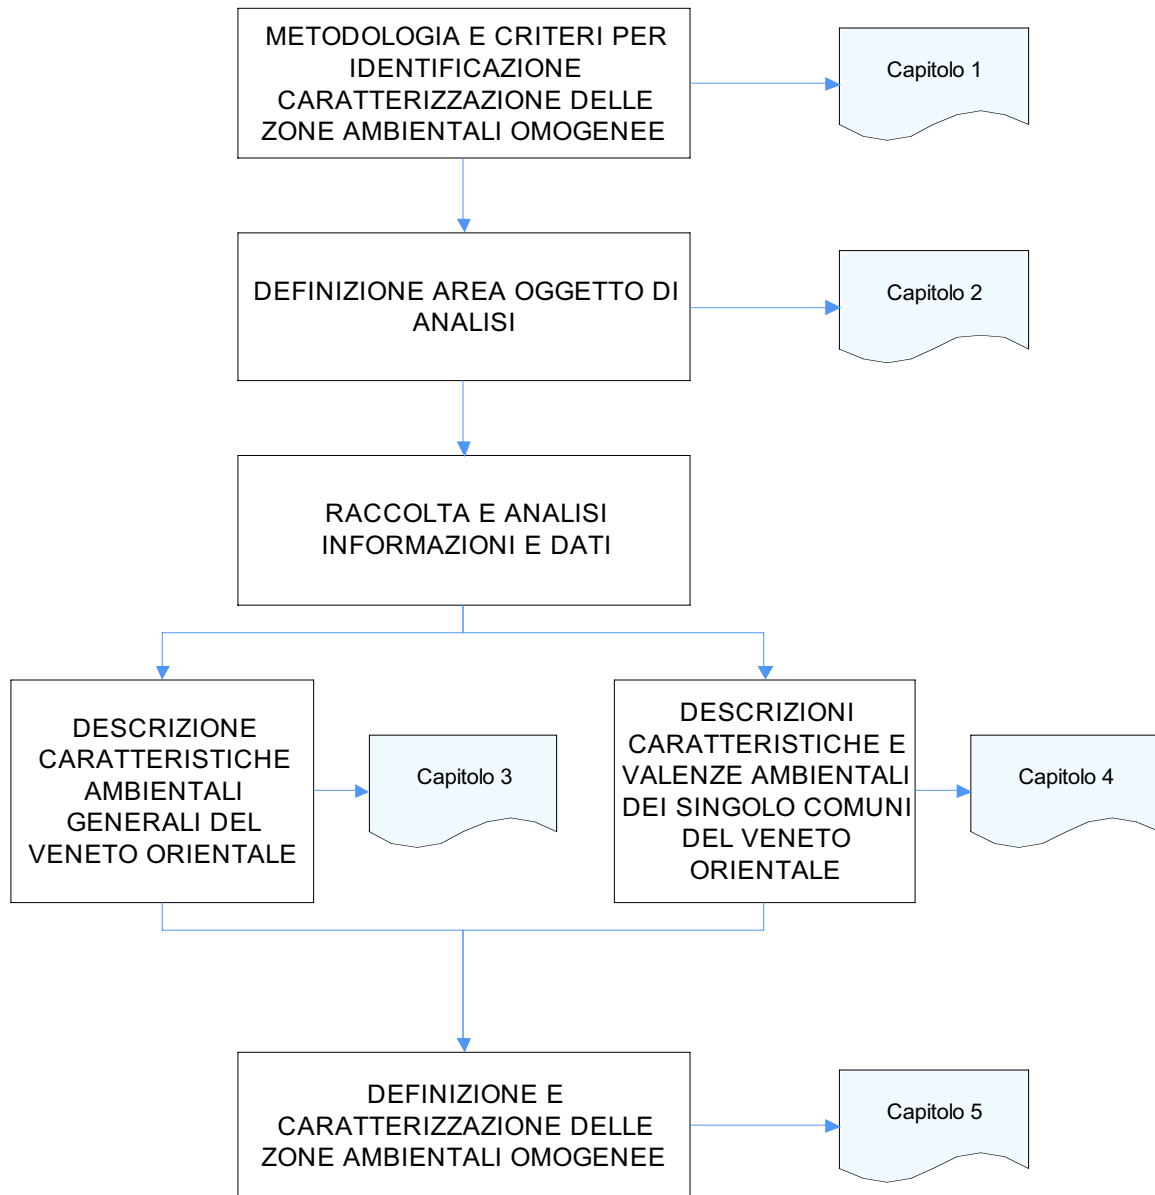 METODOLOGIA E CRITERI PER
IDENTIFICAZIONE
CARATTERIZZAZIONE DELLE
ZONE AMBIENTALI OMOGENEE
Capitolo 1
DEFINIZIONE AREA OGGETTO DI
ANALISI
Capitolo 2
RACCOLTA E ANALISI
INFORMAZIONI E DATI
DESCRIZIONE
CARATTERISTICHE
AMBIENTALI
GENERALI DEL
VENETO ORIENTALE
Capitolo 3
DESCRIZIONI
CARATTERISTICHE E
VALENZE AMBIENTALI
DEI SINGOLO COMUNI
DEL VENETO
ORIENTALE
Capitolo 4
DEFINIZIONE E
CARATTERIZZAZIONE DELLE
ZONE AMBIENTALI OMOGENEE
Capitolo 5